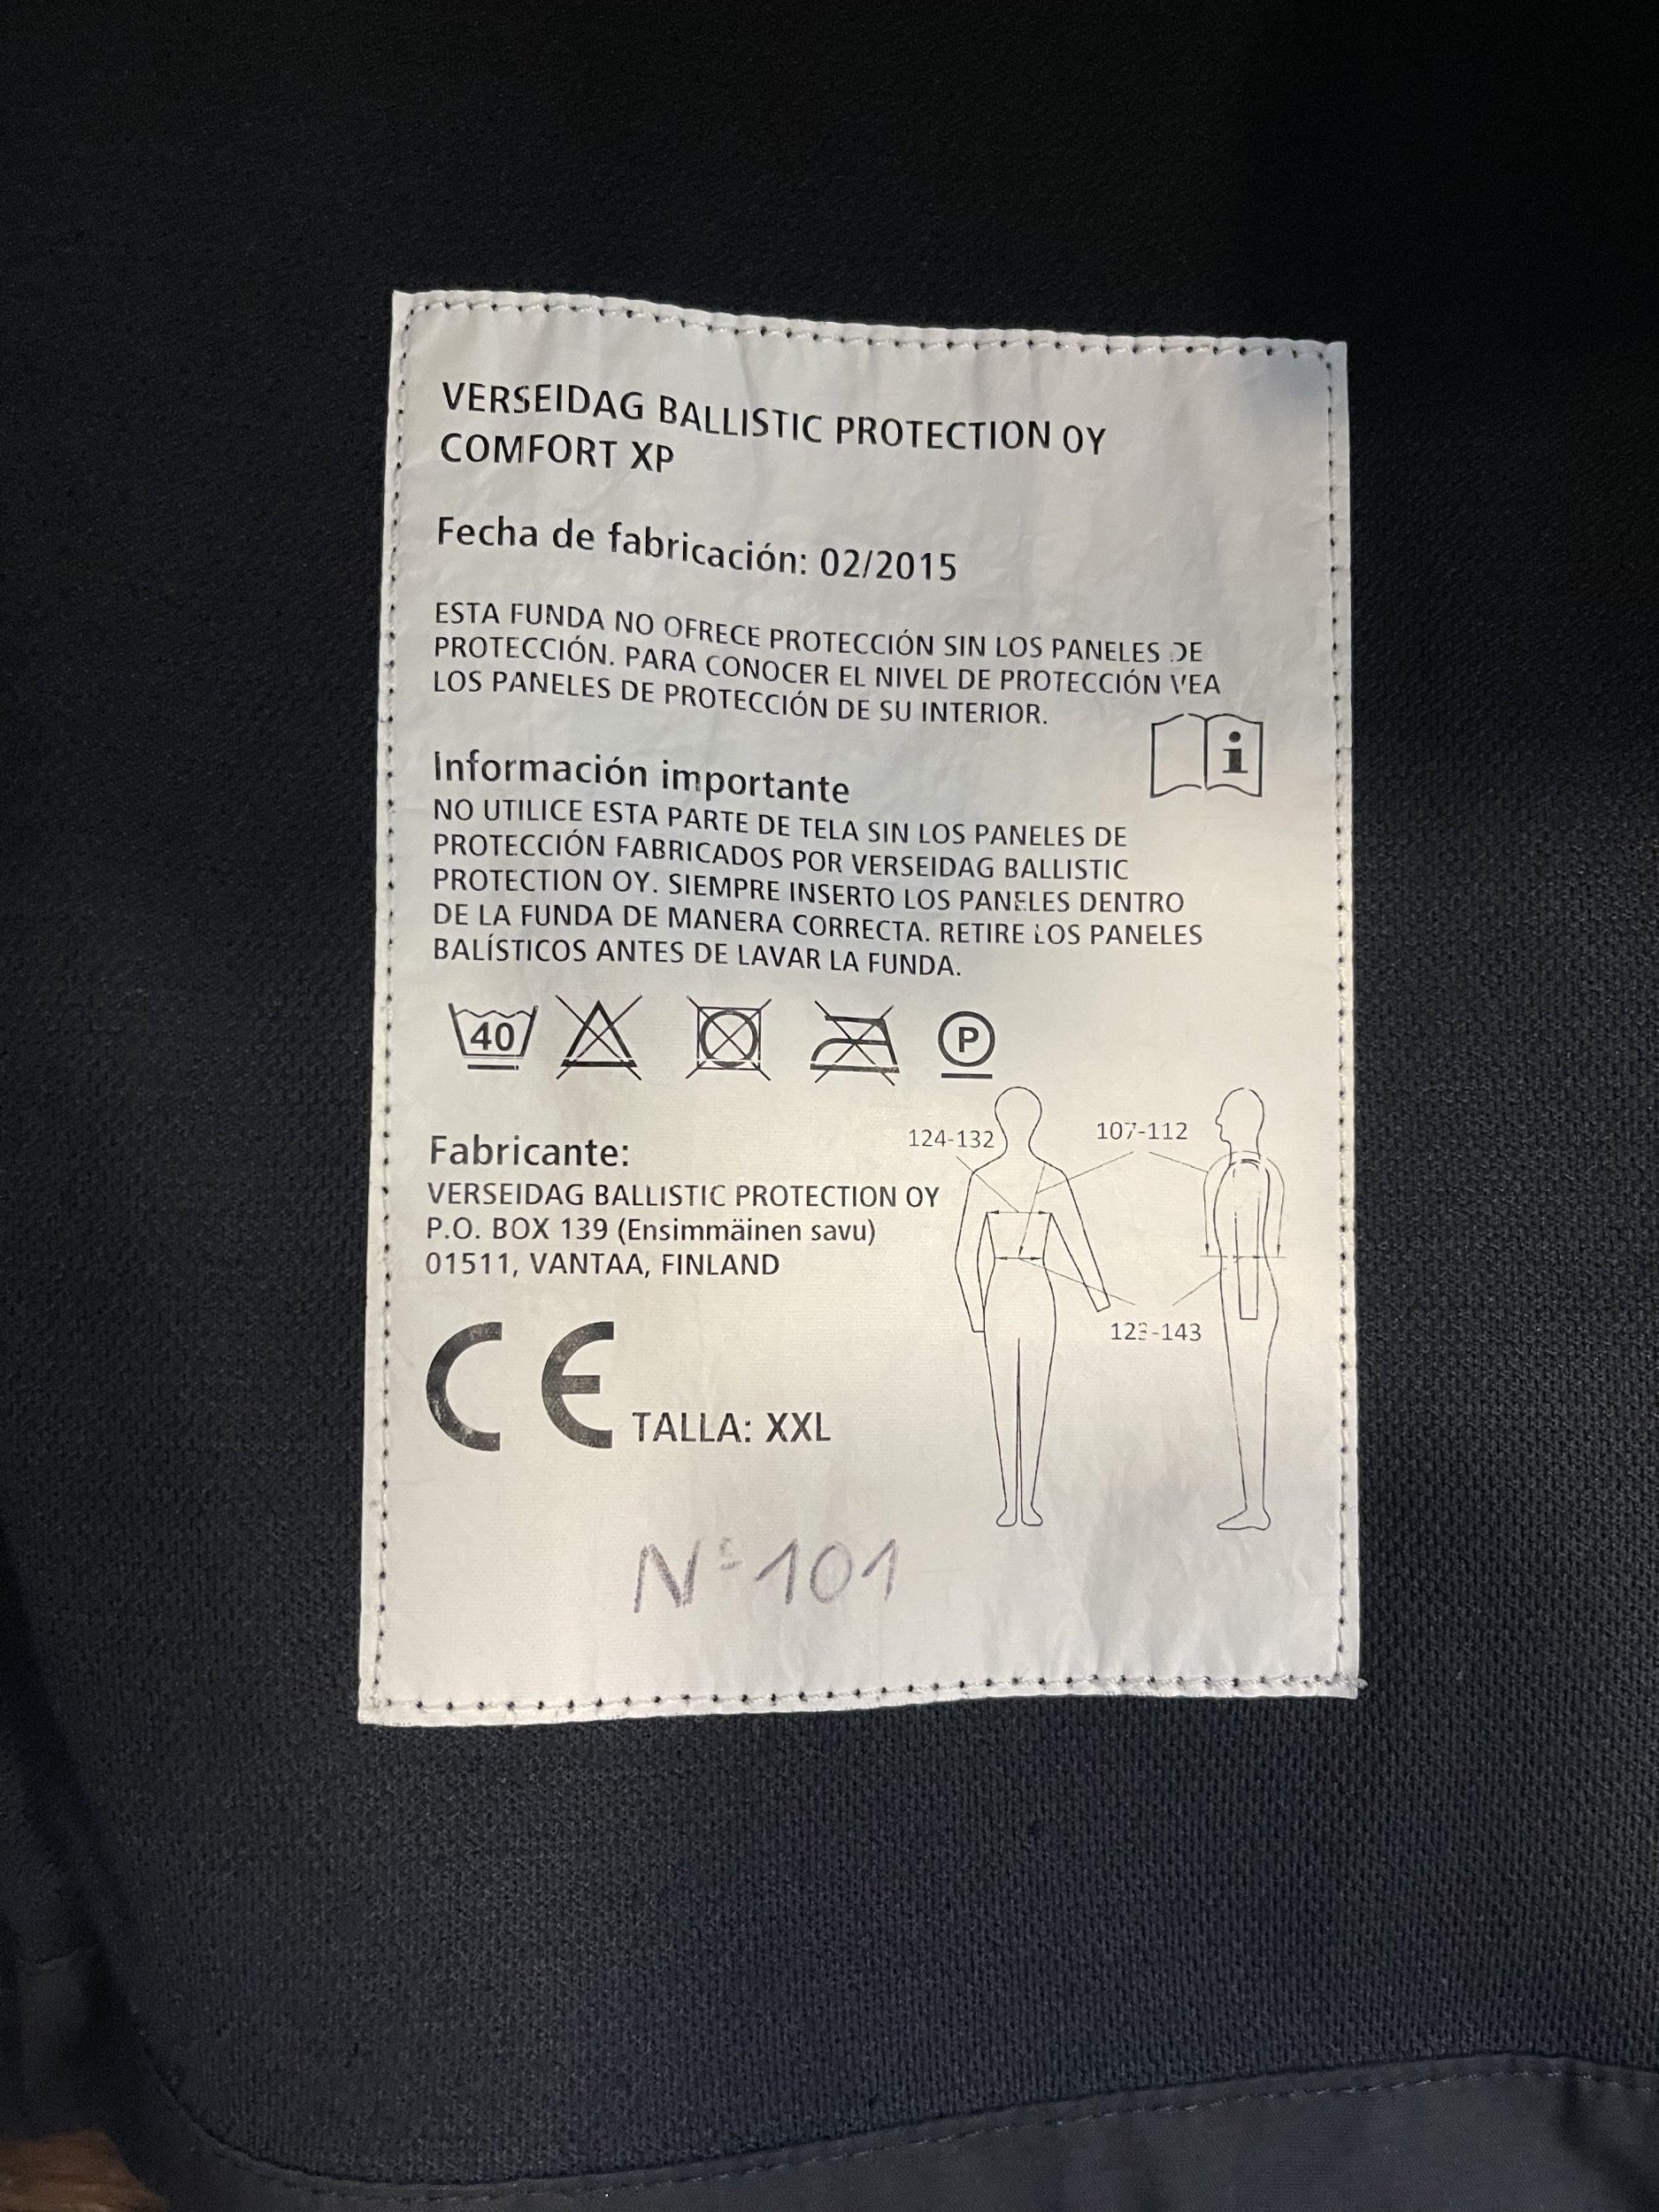 VERSEIDAG BALLISTIC PROTECTION OY
COMFORT XP
Fecha de fabricación: 02/2015
ESTA FUNDA NO OFRECE PROTECCIÓN SIN LOS PANELES DE
PROTECCIÓN. PARA CONOCER EL NIVEL DE PROTECCIÓN VEA
LOS PANELES DE PROTECCIÓN DE SU INTERIOR.
i
Información importante
NO UTILICE ESTA PARTE DE TELA SIN LOS PANELES DE
PROTECCIÓN FABRICADOS POR VERSEIDAG BALLISTIC
PROTECTION OY. SIEMPRE INSERTO LOS PANELES DENTRO
DE LA FUNDA DE MANERA CORRECTA. RETIRE LOS PANELES
BALÍSTICOS ANTES DE LAVAR LA FUNDA.
40 P
124-132 107-112
Fabricante:
VERSEIDAG BALLISTIC PROTECTION OY
P.O. BOX 139 (Ensimmäinen savu)
01511, VANTAA, FINLAND
123-143
CE TALLA: XXL
Nº 101